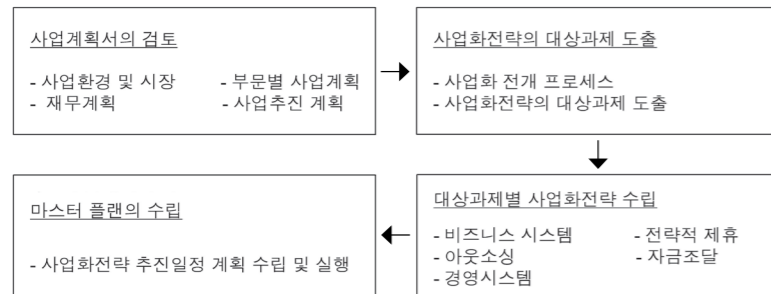 사업계획서의 검토
- 사업환경 및 시장 - 부문별 사업계획
- 재무계획 - 사업추진 계획
사업화전략의 대상과제 도출
- 사업화 전개 프로세스
- 사업화전략의 대상과제 도출
대상과제별 사업화전략 수립
- 비즈니스 시스템 - 전략적 제휴
- 아웃소싱 - 자금조달
- 경영시스템
마스터 플랜의 수립
- 사업화전략 추진일정 계획 수립 및 실행